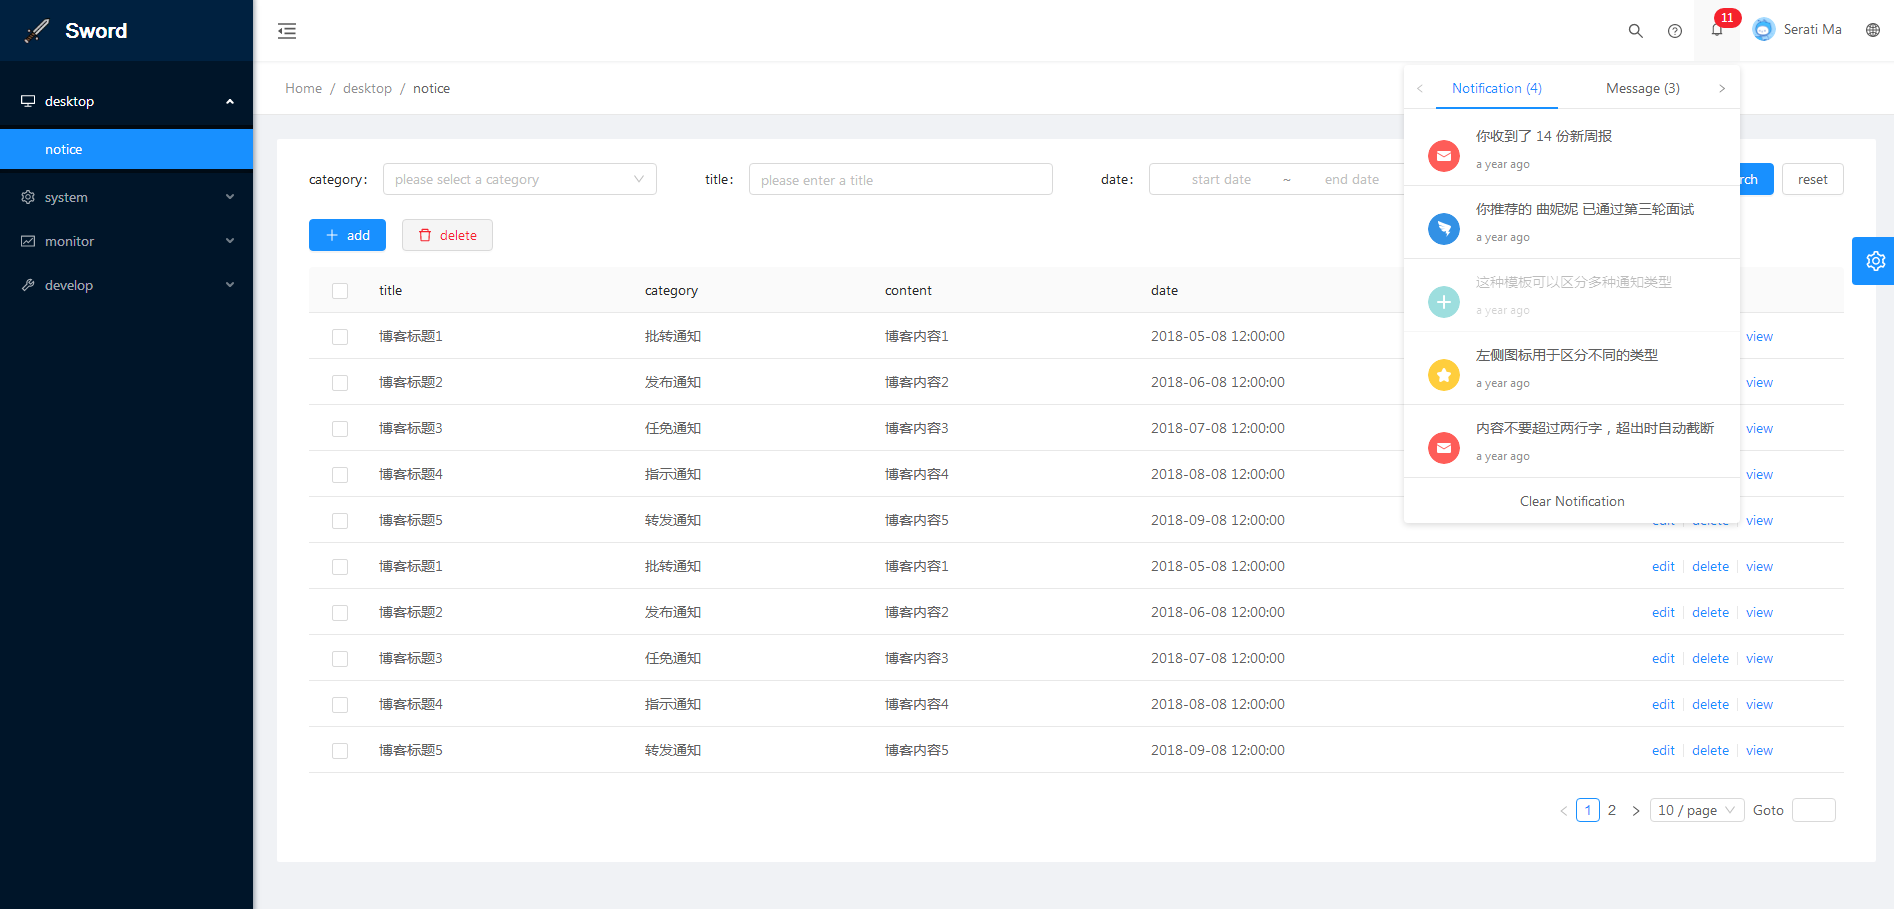 Sword
11
Serati Ma
desktop
notice
system
monitor
develop
Home / desktop / notice
Notification (4)
Message (3)
你收到了 14 份新周报
a year ago
你推荐的 曲妮妮 已通过第三轮面试
a year ago
这种模板可以区分多种通知类型
a year ago
左侧图标用于区分不同的类型
a year ago
内容不要超过两行字，超出时自动截断
a year ago
Clear Notification
category: please select a category title: please enter a title date: start date ~ end date rch reset
+ add delete
title category content date
博客标题1 批转通知 博客内容1 2018-05-08 12:00:00 view
博客标题2 发布通知 博客内容2 2018-06-08 12:00:00 view
博客标题3 任免通知 博客内容3 2018-07-08 12:00:00 view
博客标题4 指示通知 博客内容4 2018-08-08 12:00:00 view
博客标题5 转发通知 博客内容5 2018-09-08 12:00:00 edit delete view
博客标题1 批转通知 博客内容1 2018-05-08 12:00:00 edit delete view
博客标题2 发布通知 博客内容2 2018-06-08 12:00:00 edit delete view
博客标题3 任免通知 博客内容3 2018-07-08 12:00:00 edit delete view
博客标题4 指示通知 博客内容4 2018-08-08 12:00:00 edit delete view
博客标题5 转发通知 博客内容5 2018-09-08 12:00:00 edit delete view
< 1 2 > 10 / page Goto